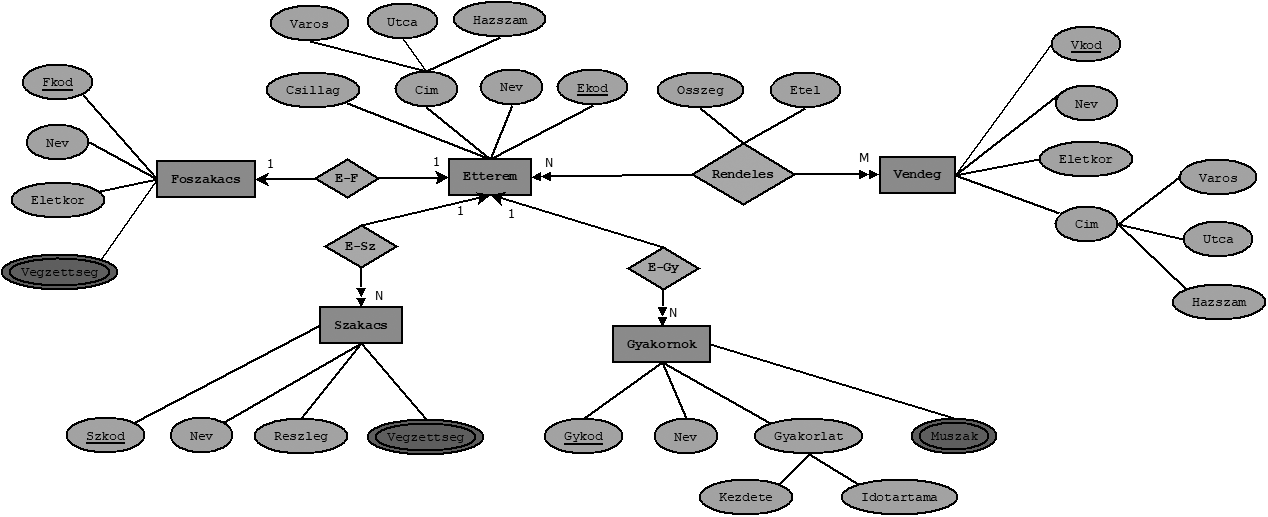 Varos
Utca
Hazszam
Vkod
Fkod
Csillag
Cim
Nev
Ekod
Osszeg
Etel
Nev
Nev
Eletkor
1
1
N
M
Foszakacs
E-F
Etterem
Rendeles
Vendeg
Varos
Eletkor
1
1
Cim
Utca
E-Sz
E-Gy
Vegzettseg
N
Hazszam
N
Szakacs
Gyakornok
Szkod
Nev
Reszleg
Vegzettseg
Gykod
Nev
Gyakorlat
Muszak
Kezdete
Idotartama